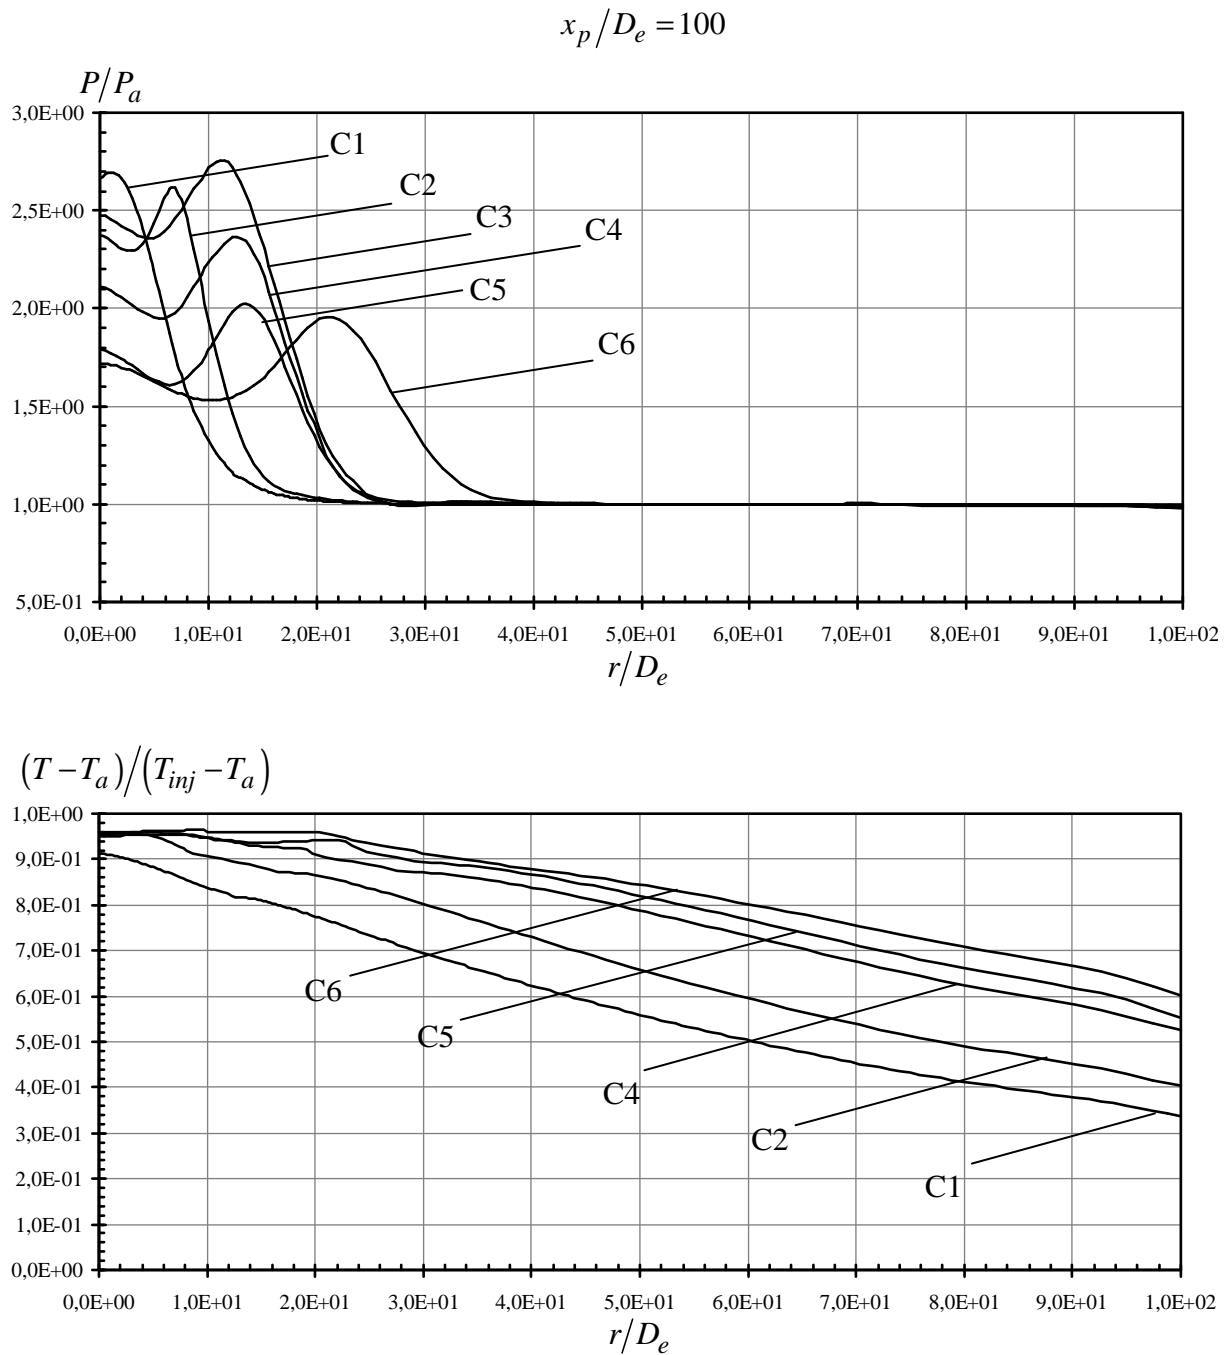 x_p/D_e = 100
P/P_a
3,0E+00
C1
C2
2,5E+00
C3
C4
C5
2,0E+00
C6
1,5E+00
1,0E+00
5,0E-01
0,0E+00 1,0E+01 2,0E+01 3,0E+01 4,0E+01 5,0E+01 6,0E+01 7,0E+01 8,0E+01 9,0E+01 1,0E+02
r/D_e
(T – T_a)/(T_inj – T_a)
1,0E+00
9,0E-01
8,0E-01
7,0E-01
C6
6,0E-01
C5
5,0E-01
C4
4,0E-01
C2
3,0E-01
C1
2,0E-01
1,0E-01
0,0E+00
0,0E+00 1,0E+01 2,0E+01 3,0E+01 4,0E+01 5,0E+01 6,0E+01 7,0E+01 8,0E+01 9,0E+01 1,0E+02
r/D_e